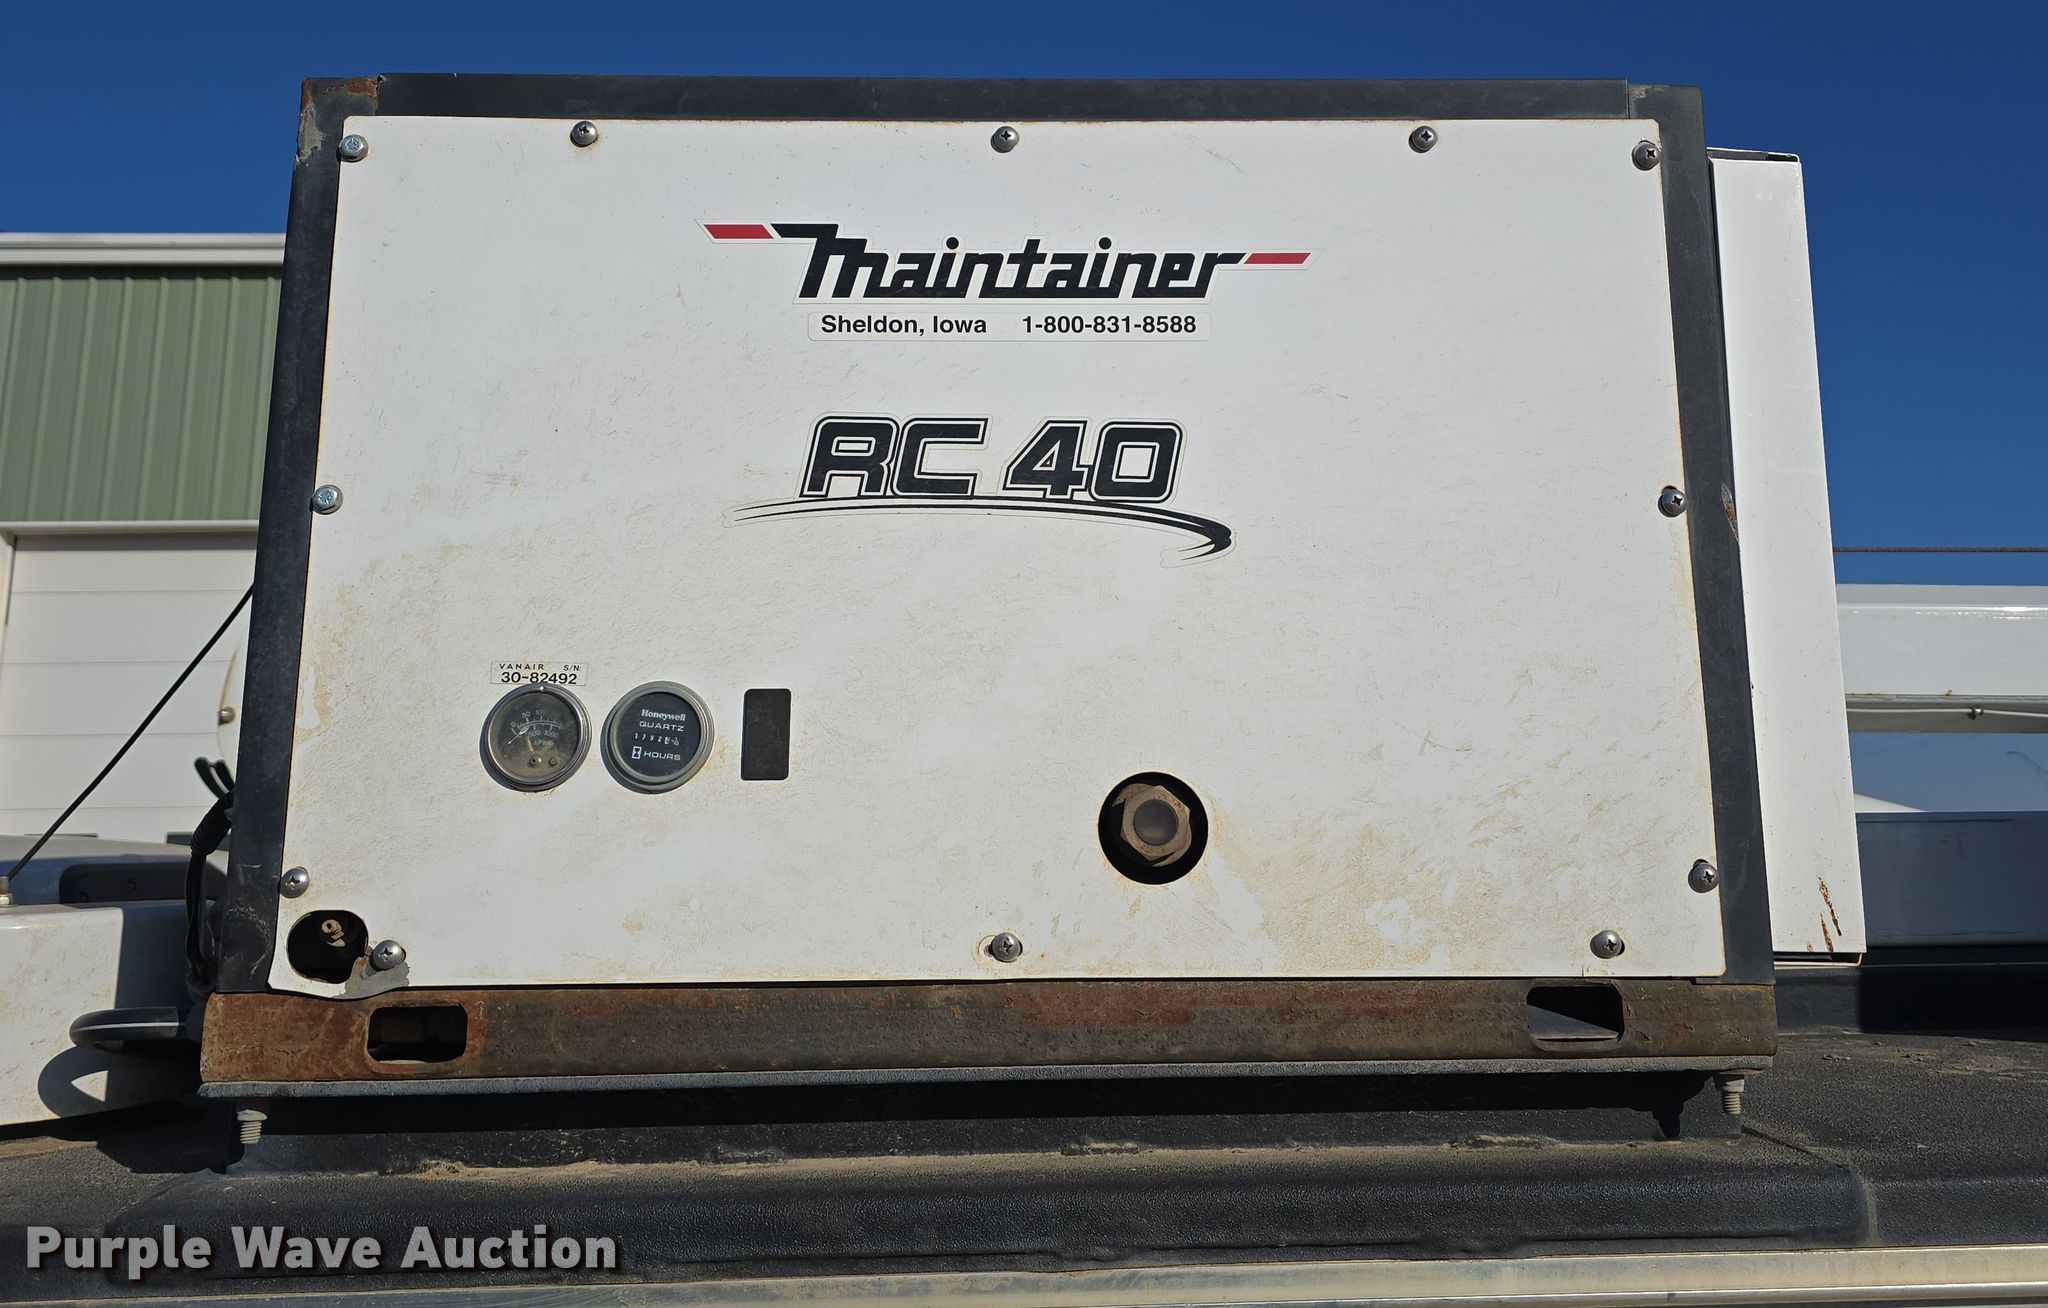 Maintainer
Sheldon, Iowa 1-800-831-8588
RC 40
VANAIR S/N:
30-82492
Honeywell
QUARTZ
HOURS
Purple Wave Auction